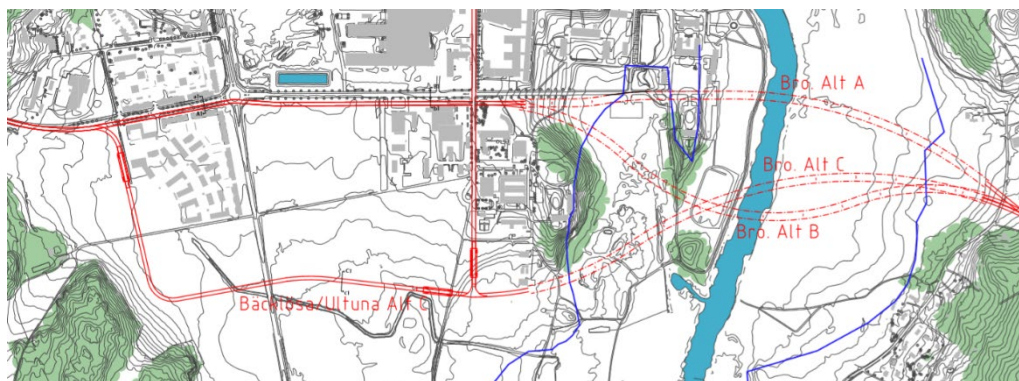 Bro. Alt A
Bro. Alt C
Bro. Alt B
Bäcklösa/Ultuna Alt C